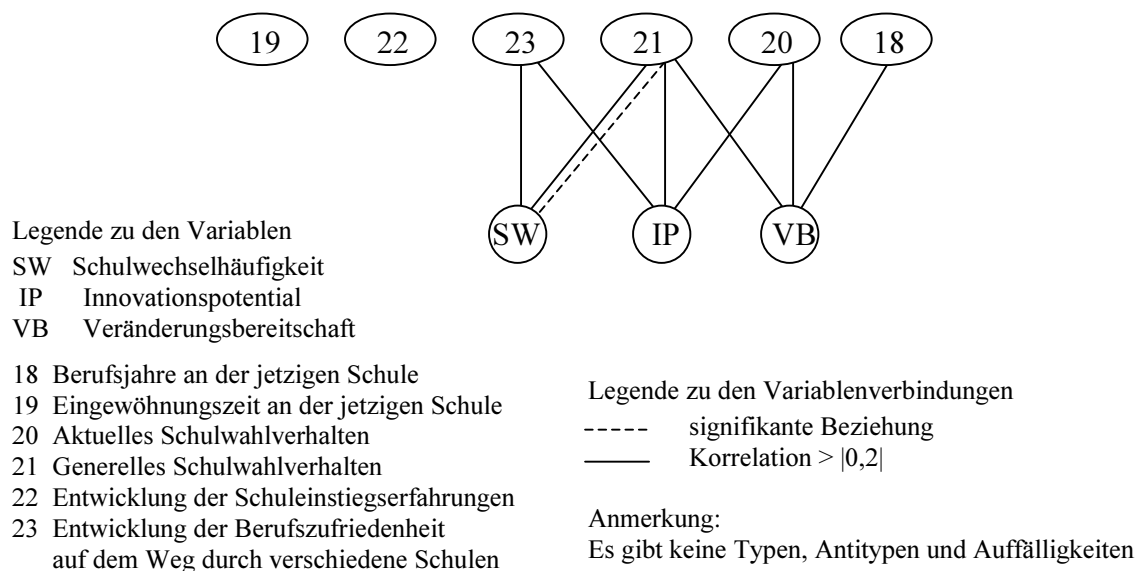 19 22 23 21 20 18
SW IP VB
Legende zu den Variablen
SW Schulwechselhäufigkeit
IP Innovationspotential
VB Veränderungsbereitschaft
18 Berufsjahre an der jetzigen Schule
19 Eingewöhnungszeit an der jetzigen Schule
20 Aktuelles Schulwahlverhalten
21 Generelles Schulwahlverhalten
22 Entwicklung der Schuleinstiegserfahrungen
23 Entwicklung der Berufszufriedenheit
auf dem Weg durch verschiedene Schulen
Legende zu den Variablenverbindungen
----- signifikante Beziehung
——— Korrelation > |0,2|
Anmerkung:
Es gibt keine Typen, Antitypen und Auffälligkeiten